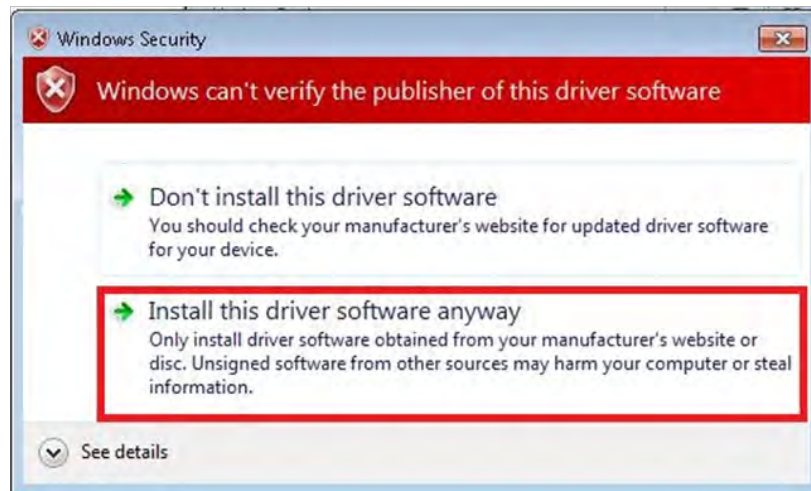 Windows Security
Windows can't verify the publisher of this driver software
Don't install this driver software
You should check your manufacturer's website for updated driver software
for your device.
Install this driver software anyway
Only install driver software obtained from your manufacturer's website or
disc. Unsigned software from other sources may harm your computer or steal
information.
See details